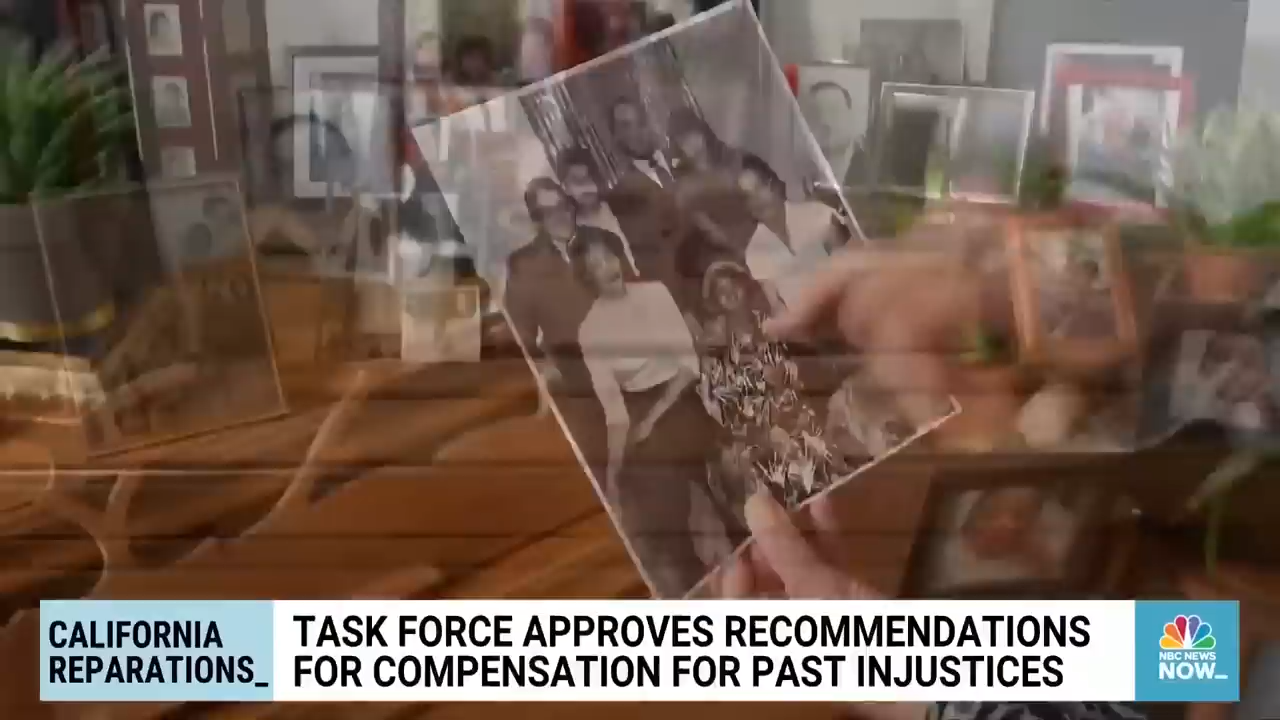 CALIFORNIA
REPARATIONS_
TASK FORCE APPROVES RECOMMENDATIONS
FOR COMPENSATION FOR PAST INJUSTICES
NBC NEWS
NOW_